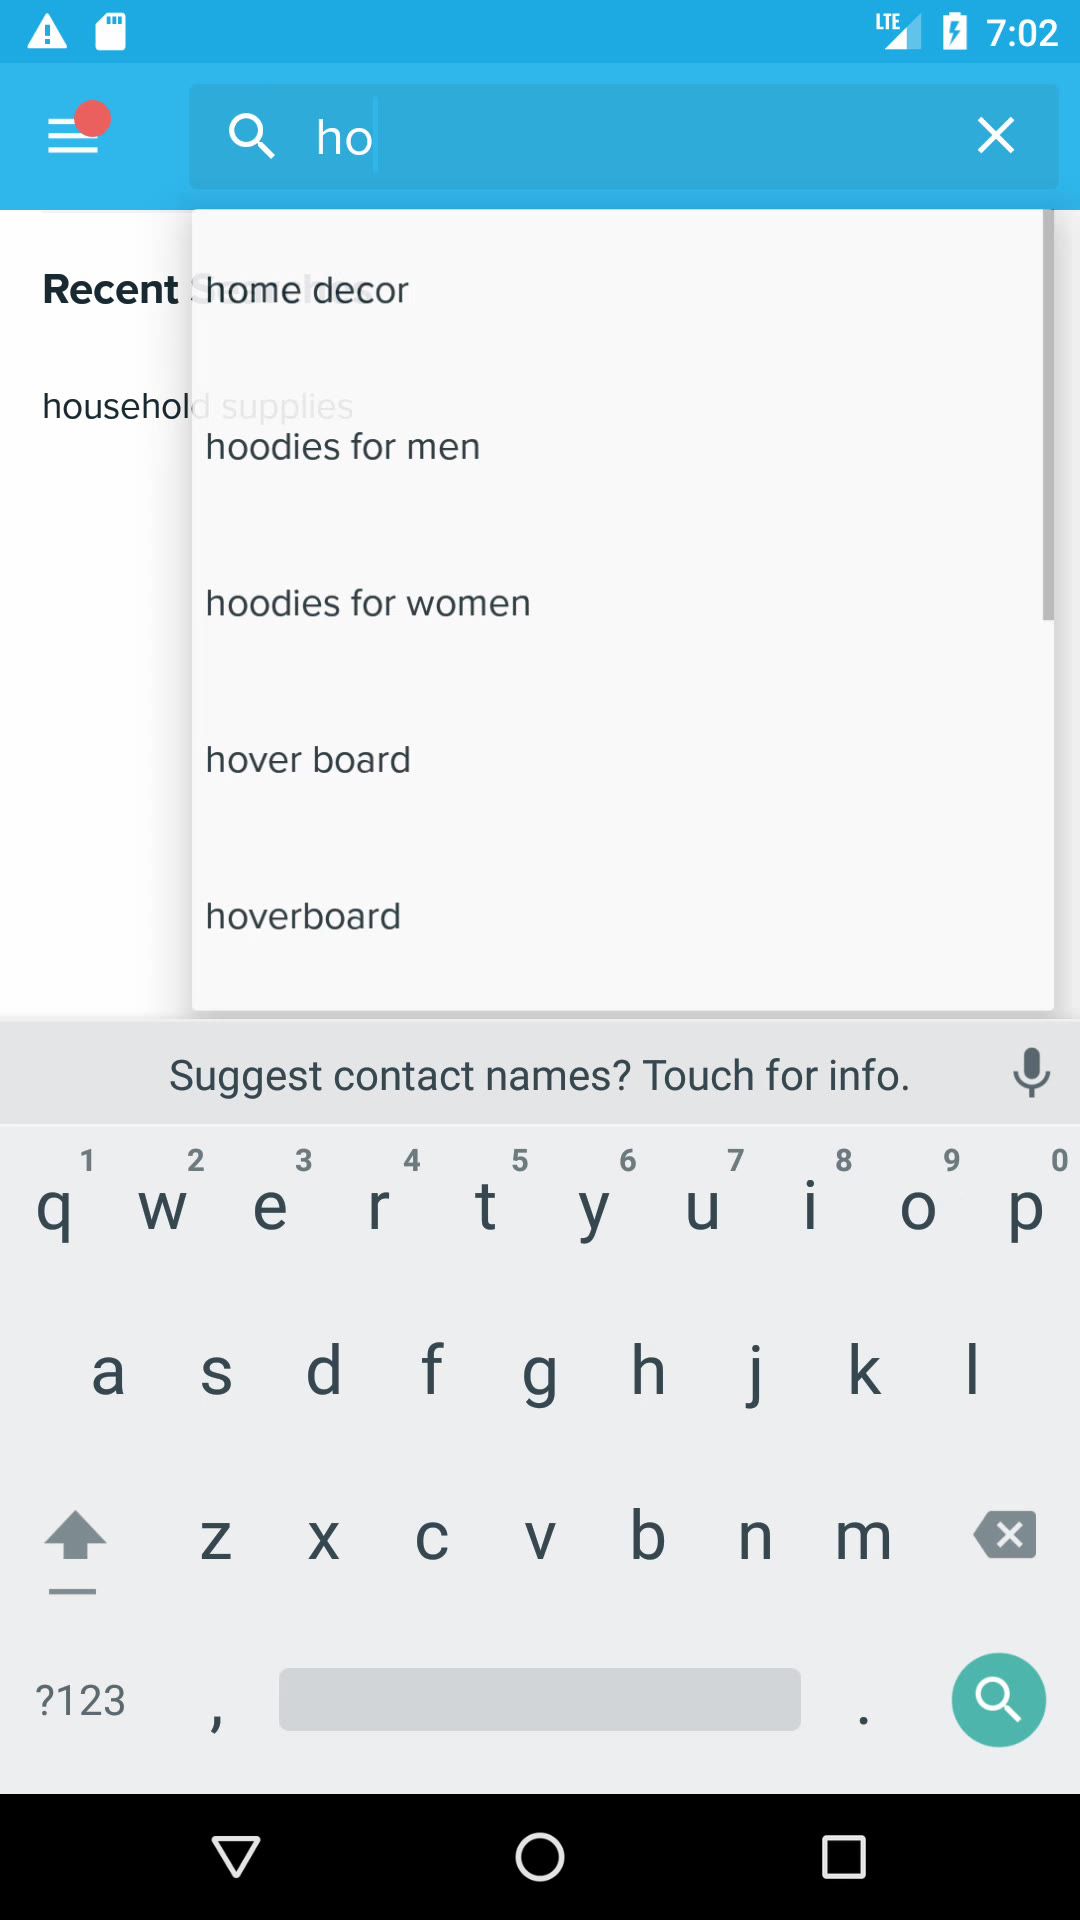 LTE 7:02
ho
Recent Searches
home decor
household supplies
hoodies for men
hoodies for women
hover board
hoverboard
Suggest contact names? Touch for info.
1 2 3 4 5 6 7 8 9 0
q w e r t y u i o p
a s d f g h j k l
z x c v b n m
?123 , .